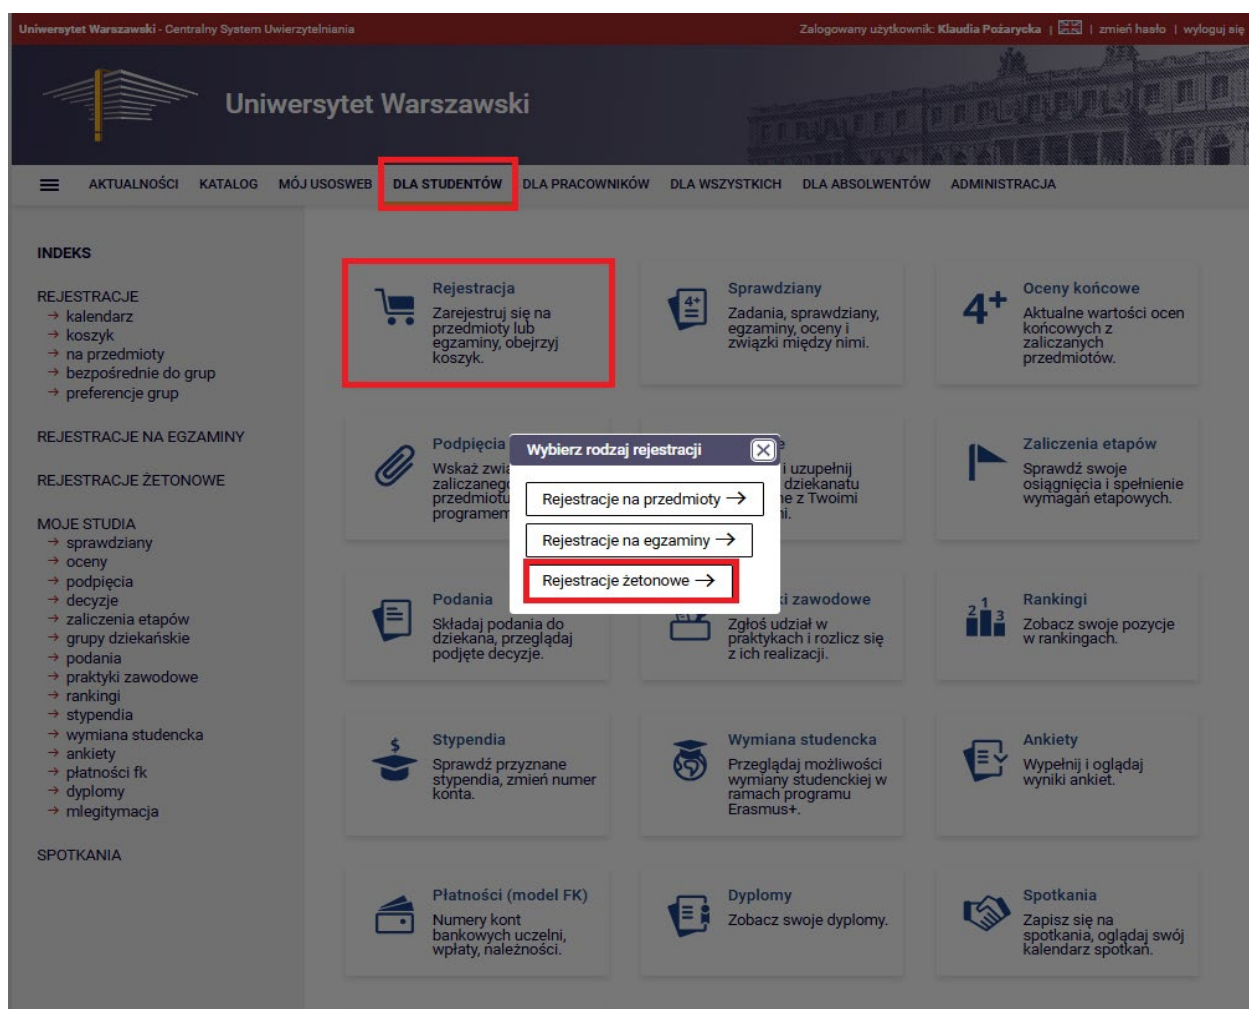 Uniwersytet Warszawski - Centralny System Uwierzytelniania
Zalogowany użytkownik: Klaudia Pożarycka | | zmień hasło | wyloguj się
Uniwersytet Warszawski
AKTUALNOŚCI KATALOG MÓJ USOSWEB DLA STUDENTÓW DLA PRACOWNIKÓW DLA WSZYSTKICH DLA ABSOLWENTÓW ADMINISTRACJA
INDEKS
REJESTRACJE
→ kalendarz
→ koszyk
→ na przedmioty
→ bezpośrednie do grup
→ preferencje grup
REJESTRACJE NA EGZAMINY
REJESTRACJE ŻETONOWE
MOJE STUDIA
→ sprawdziany
→ oceny
→ podpięcia
→ decyzje
→ zaliczenia etapów
→ grupy dziekańskie
→ podania
→ praktyki zawodowe
→ rankingi
→ stypendia
→ wymiana studencka
→ ankiety
→ płatności fk
→ dyplomy
→ mlegitymacja
SPOTKANIA
Rejestracja
Zarejestruj się na
przedmioty lub
egzaminy, obejrzyj
koszyk.
4+
Sprawdziany
Zadania, sprawdziany,
egzaminy, oceny i
związki między nimi.
4+
Oceny końcowe
Aktualne wartości ocen
końcowych z
zaliczanych
przedmiotów.
Podpięcia
Wskaż zwią
zaliczaneg
przedmiotu
programem
e
i uzupełnij
dziekanatu
ne z Twoimi
ni.
Wybierz rodzaj rejestracji
Rejestracje na przedmioty →
Rejestracje na egzaminy →
Rejestracje żetonowe →
Zaliczenia etapów
Sprawdź swoje
osiągnięcia i spełnienie
wymagań etapowych.
Podania
Składaj podania do
dziekana, przeglądaj
podjęte decyzje.
ki zawodowe
Zgłoś udział w
praktykach i rozlicz się
z ich realizacji.
2 1 3
Rankingi
Zobacz swoje pozycje
w rankingach.
$
Stypendia
Sprawdź przyznane
stypendia, zmień numer
konta.
Wymiana studencka
Przeglądaj możliwości
wymiany studenckiej w
ramach programu
Erasmus+.
Ankiety
Wypełnij i oglądaj
wyniki ankiet.
Płatności (model FK)
Numery kont
bankowych uczelni,
wpłaty, należności.
Dyplomy
Zobacz swoje dyplomy.
Spotkania
Zapisz się na
spotkania, oglądaj swój
kalendarz spotkań.